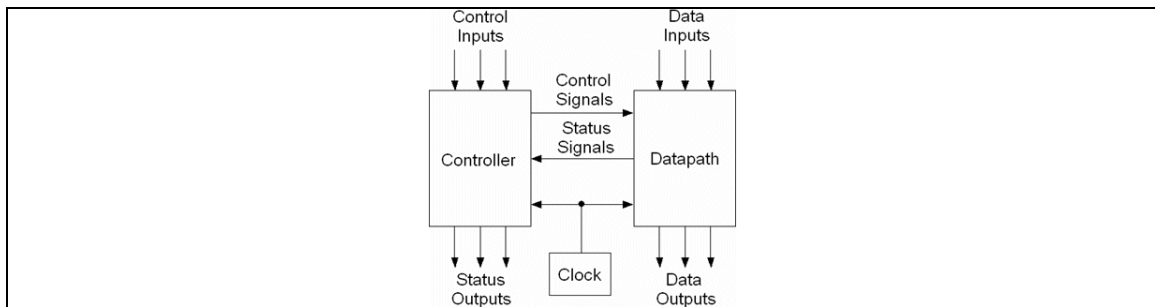 Control
Inputs
Data
Inputs
Control
Signals
Status
Signals
Controller
Datapath
Clock
Status
Outputs
Data
Outputs